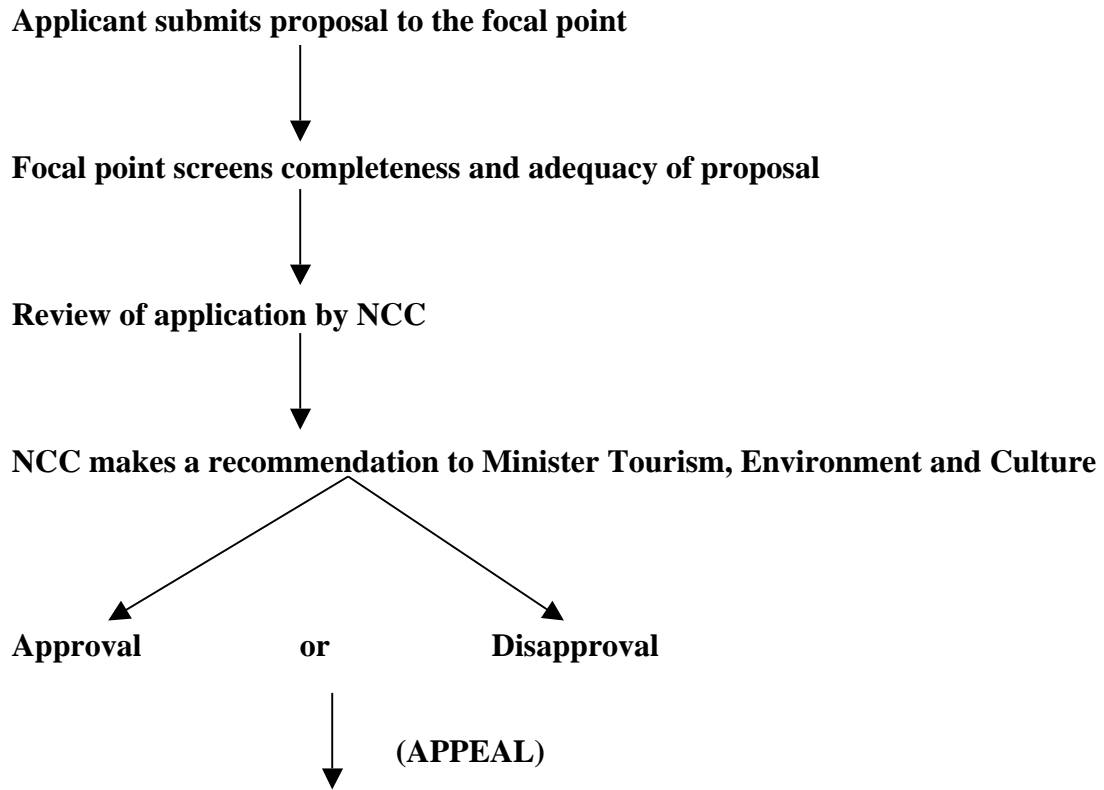 Applicant submits proposal to the focal point
Focal point screens completeness and adequacy of proposal
Review of application by NCC
NCC makes a recommendation to Minister Tourism, Environment and Culture
Approval or Disapproval
(APPEAL)